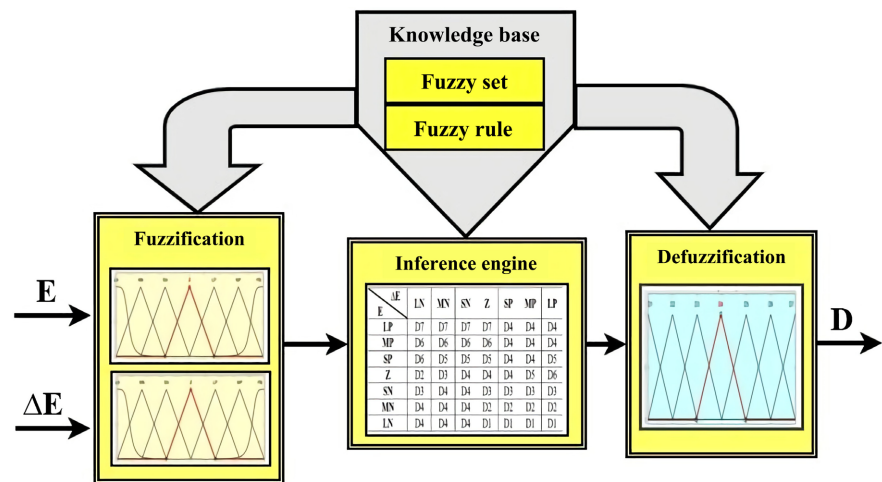 Knowledge base
Fuzzy set
Fuzzy rule
Fuzzification
E
ΔE
Inference engine
ΔE
E
LN MN SN Z SP MP LP
LP D7 D7 D7 D7 D4 D4 D4
MP D6 D6 D6 D6 D4 D4 D4
SP D6 D5 D5 D5 D4 D4 D5
Z D2 D3 D4 D4 D4 D5 D6
SN D3 D4 D4 D3 D3 D3 D3
MN D4 D4 D4 D2 D2 D2 D2
LN D4 D4 D4 D1 D1 D1 D1
Defuzzification
D